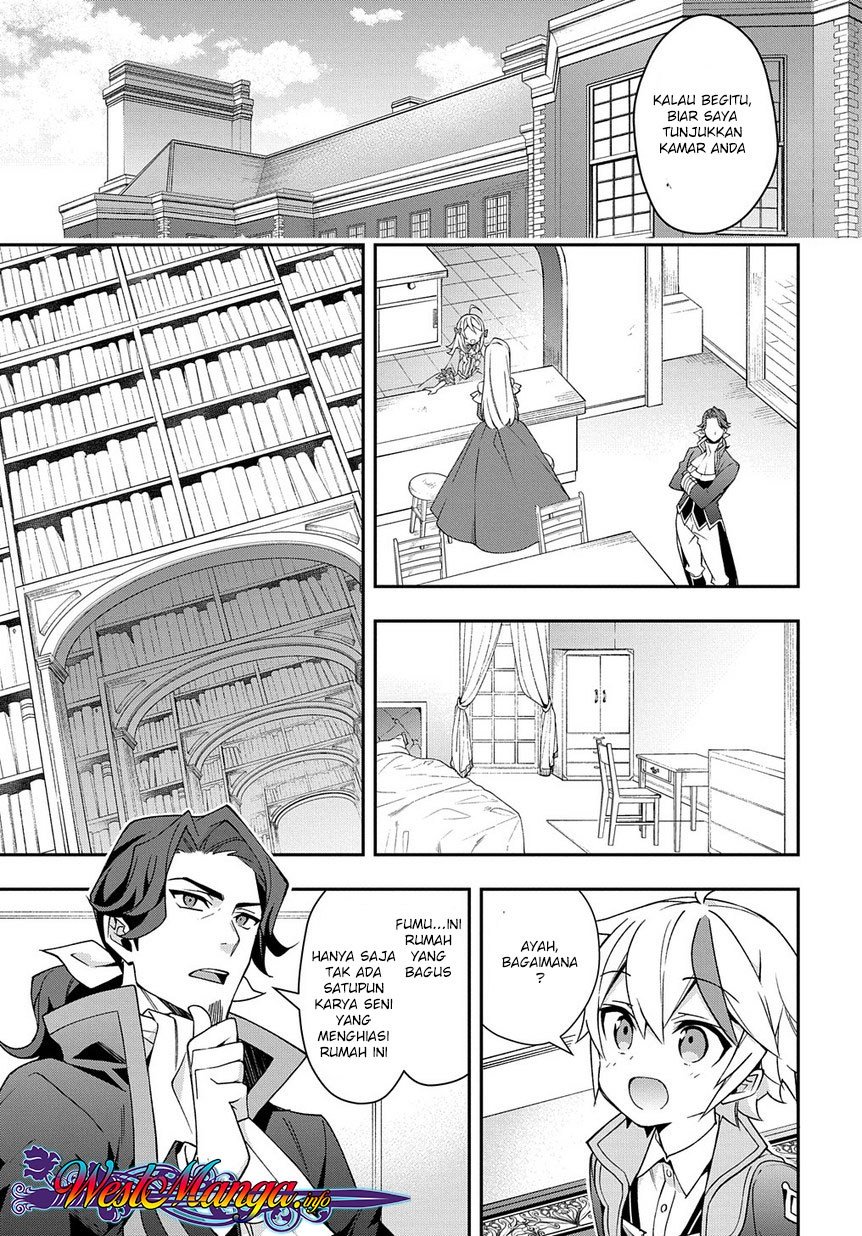 KALAU BEGITU,
BIAR SAYA
TUNJUKKAN
KAMAR ANDA
AYAH,
BAGAIMANA
?
FUMU...INI
RUMAH
YANG
BAGUS
HANYA SAJA
TAK ADA
SATUPUN
KARYA SENI
YANG
MENGHIASI
RUMAH INI
WestManga.info